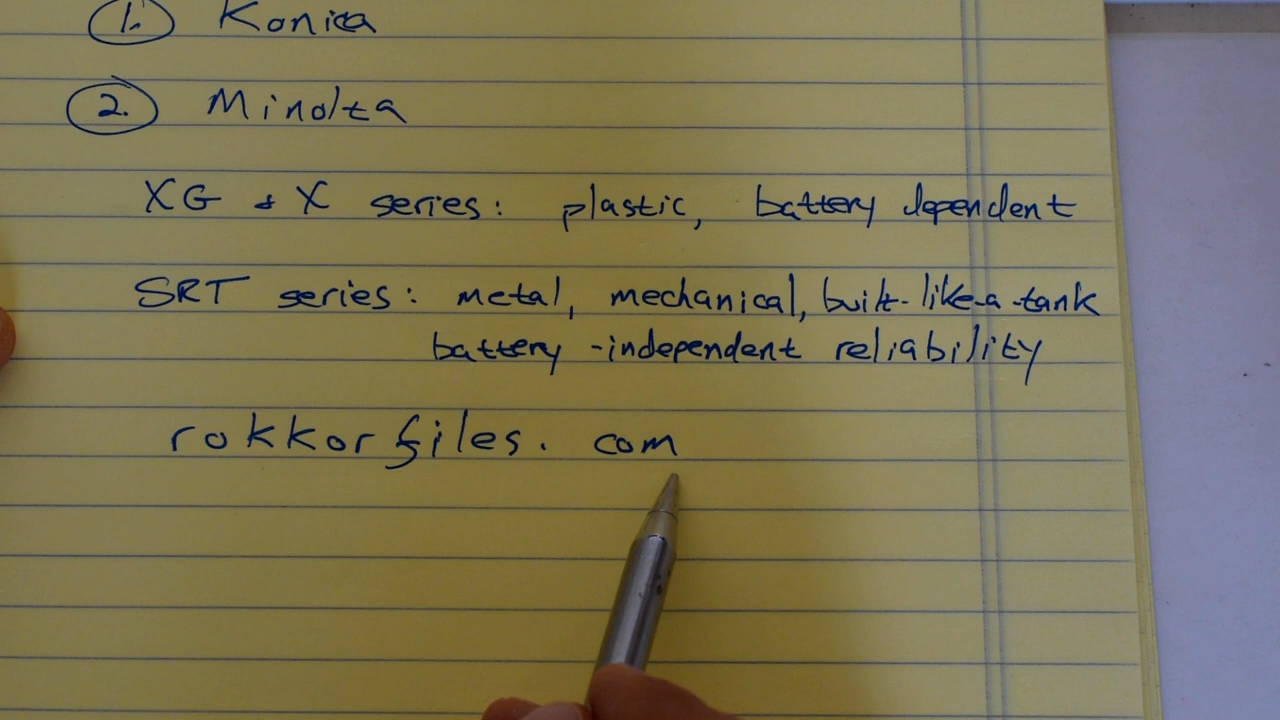 1. Konica
2. Minolta
XG & X series: plastic, battery dependent
SRT series: metal, mechanical, built-like-a-tank
battery-independent reliability
rokkorfiles.com